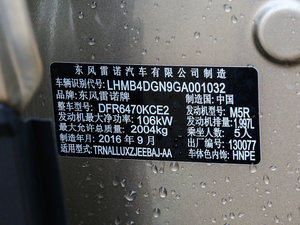 东风雷诺汽车有限公司制造
车辆识别代号 LHMB4DGN9GA001032
品牌：东风雷诺牌 制造国：中国
整车型号：DFR6470KCE2 发动机型号：M5R
发动机最大净功率：106kW 发动机排量：1.997L
最大允许总质量：2004kg 乘坐人数：5人
制造年月：2016年9月 出厂编号：130077
适用型号：TRNALLUXZJEEBAJ-AA 车体色内饰：HNPE